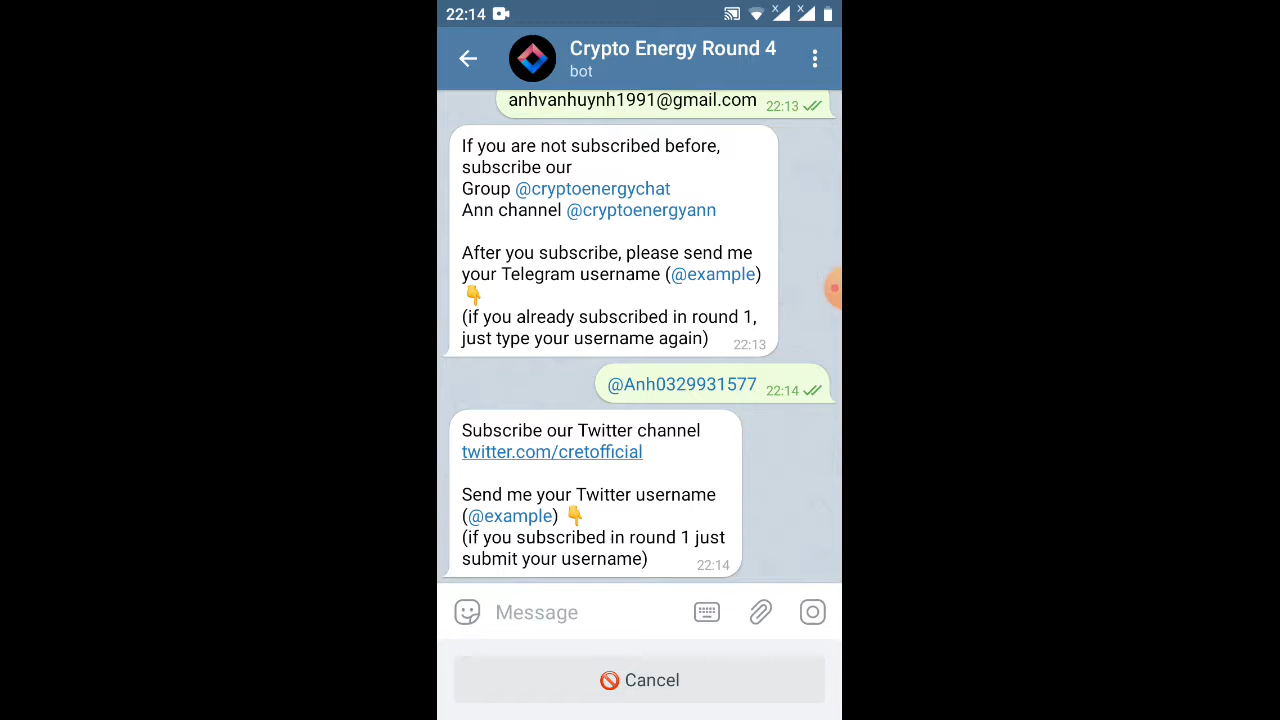 22:14
Crypto Energy Round 4
bot
anhvanhuynh1991@gmail.com 22:13
If you are not subscribed before,
subscribe our
Group @cryptoenergychat
Ann channel @cryptoenergyann
After you subscribe, please send me
your Telegram username (@example)
(if you already subscribed in round 1,
just type your username again) 22:13
@Anh0329931577 22:14
Subscribe our Twitter channel
twitter.com/cretofficial
Send me your Twitter username
(@example)
(if you subscribed in round 1 just
submit your username) 22:14
Message
Cancel